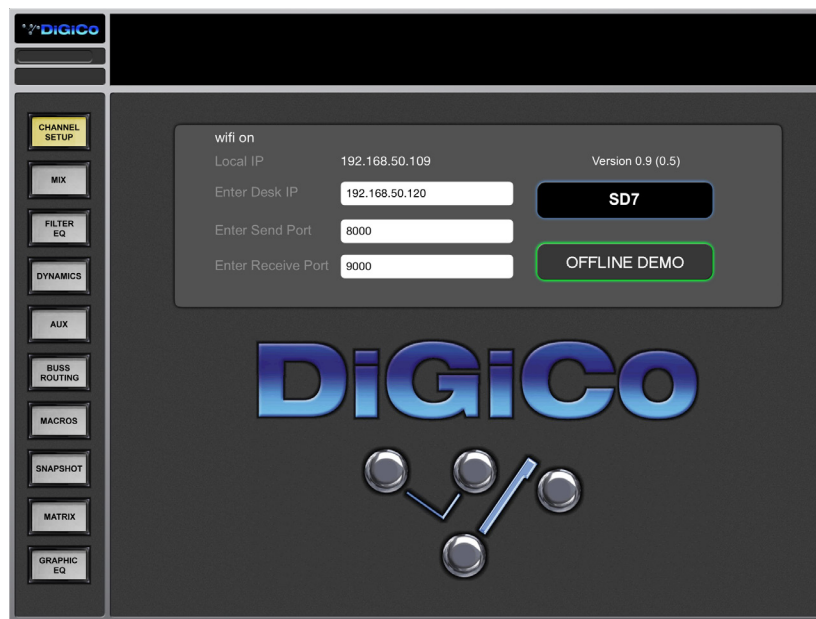 DiGiCo
CHANNEL
SETUP
MIX
FILTER
EQ
DYNAMICS
AUX
BUSS
ROUTING
MACROS
SNAPSHOT
MATRIX
GRAPHIC
EQ
wifi on
Local IP 192.168.50.109 Version 0.9 (0.5)
Enter Desk IP 192.168.50.120 SD7
Enter Send Port 8000
Enter Receive Port 9000 OFFLINE DEMO
DiGiCo